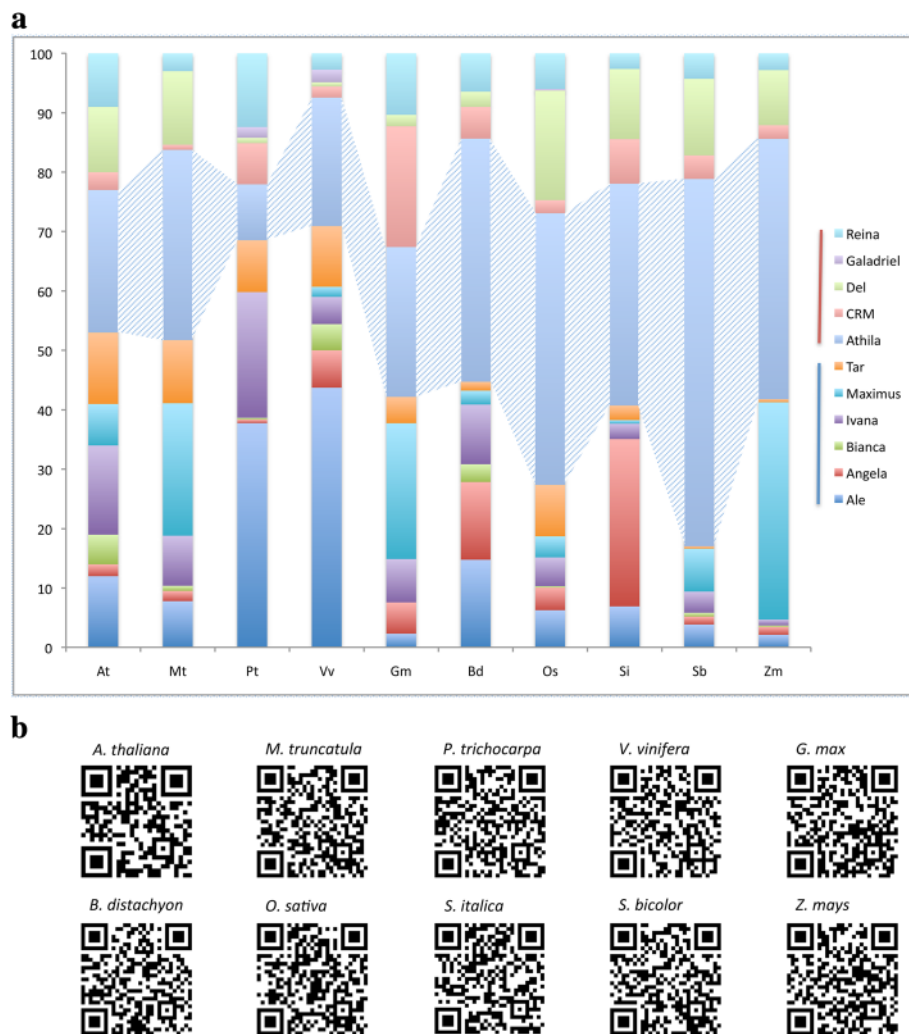 a
100
90
80
70
60
50
40
30
20
10
0
At Mt Pt Vv Gm Bd Os Si Sb Zm
Reina
Galadriel
Del
CRM
Athila
Tar
Maximus
Ivana
Bianca
Angela
Ale
b
A. thaliana M. truncatula P. trichocarpa V. vinifera G. max
B. distachyon O. sativa S. italica S. bicolor Z. mays